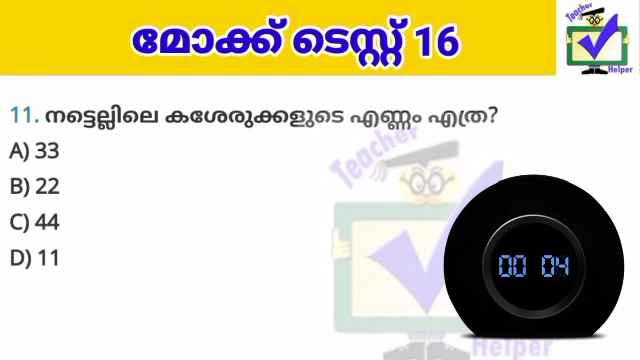 മോക്ക് ടെസ്റ്റ് 16
Teacher
Helper
11. നട്ടെല്ലിലെ കശേരുക്കളുടെ എണ്ണം എത്ര?
A) 33
B) 22
C) 44
D) 11
Teacher
00 04
Helper